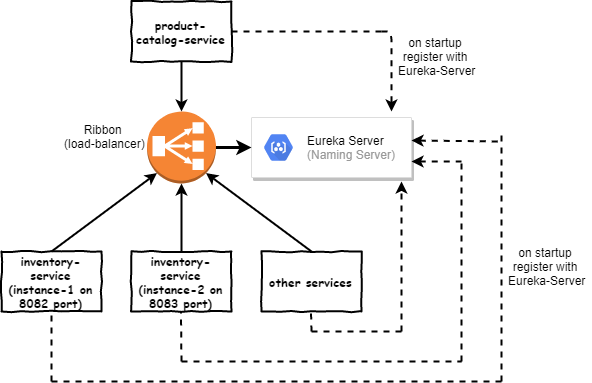 product-
catalog-service
on startup
register with
Eureka-Server
Ribbon
(load-balancer)
Eureka Server
(Naming Server)
inventory-
service
(instance-1 on
8082 port)
inventory-
service
(instance-2 on
8083 port)
other services
on startup
register with
Eureka-Server